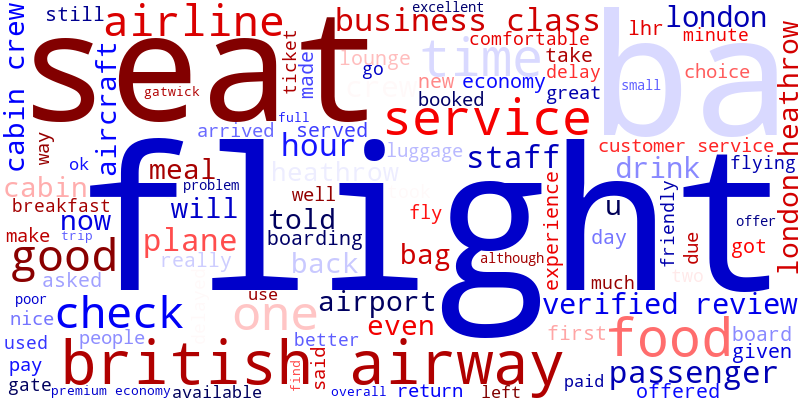 still
airline
business class
excellent
london
seat
ba
cabin crew
aircraft
ticket
made
lounge
go
time
comfortable
take
delay
lhr
minute
choice
new
economy
booked
great
small
gatwick
full
service
crew
customer service
london heathrow
way
arrived
served
hour
luggage
staff
drink
flying
ok
flight
meal
heathrow
cabin
problem
breakfast
well
will
now
told
u
fly
experience
friendly
offer
make
trip
plane
boarding
day
due
got
good
really
back
bag
although
asked
much
two
poor
use
one
airport
verified review
check
nice
even
first
food
board
used
people
better
given
british airway
said
find
pay
passenger
gate
premium economy
available
overall
return
left
paid
offered